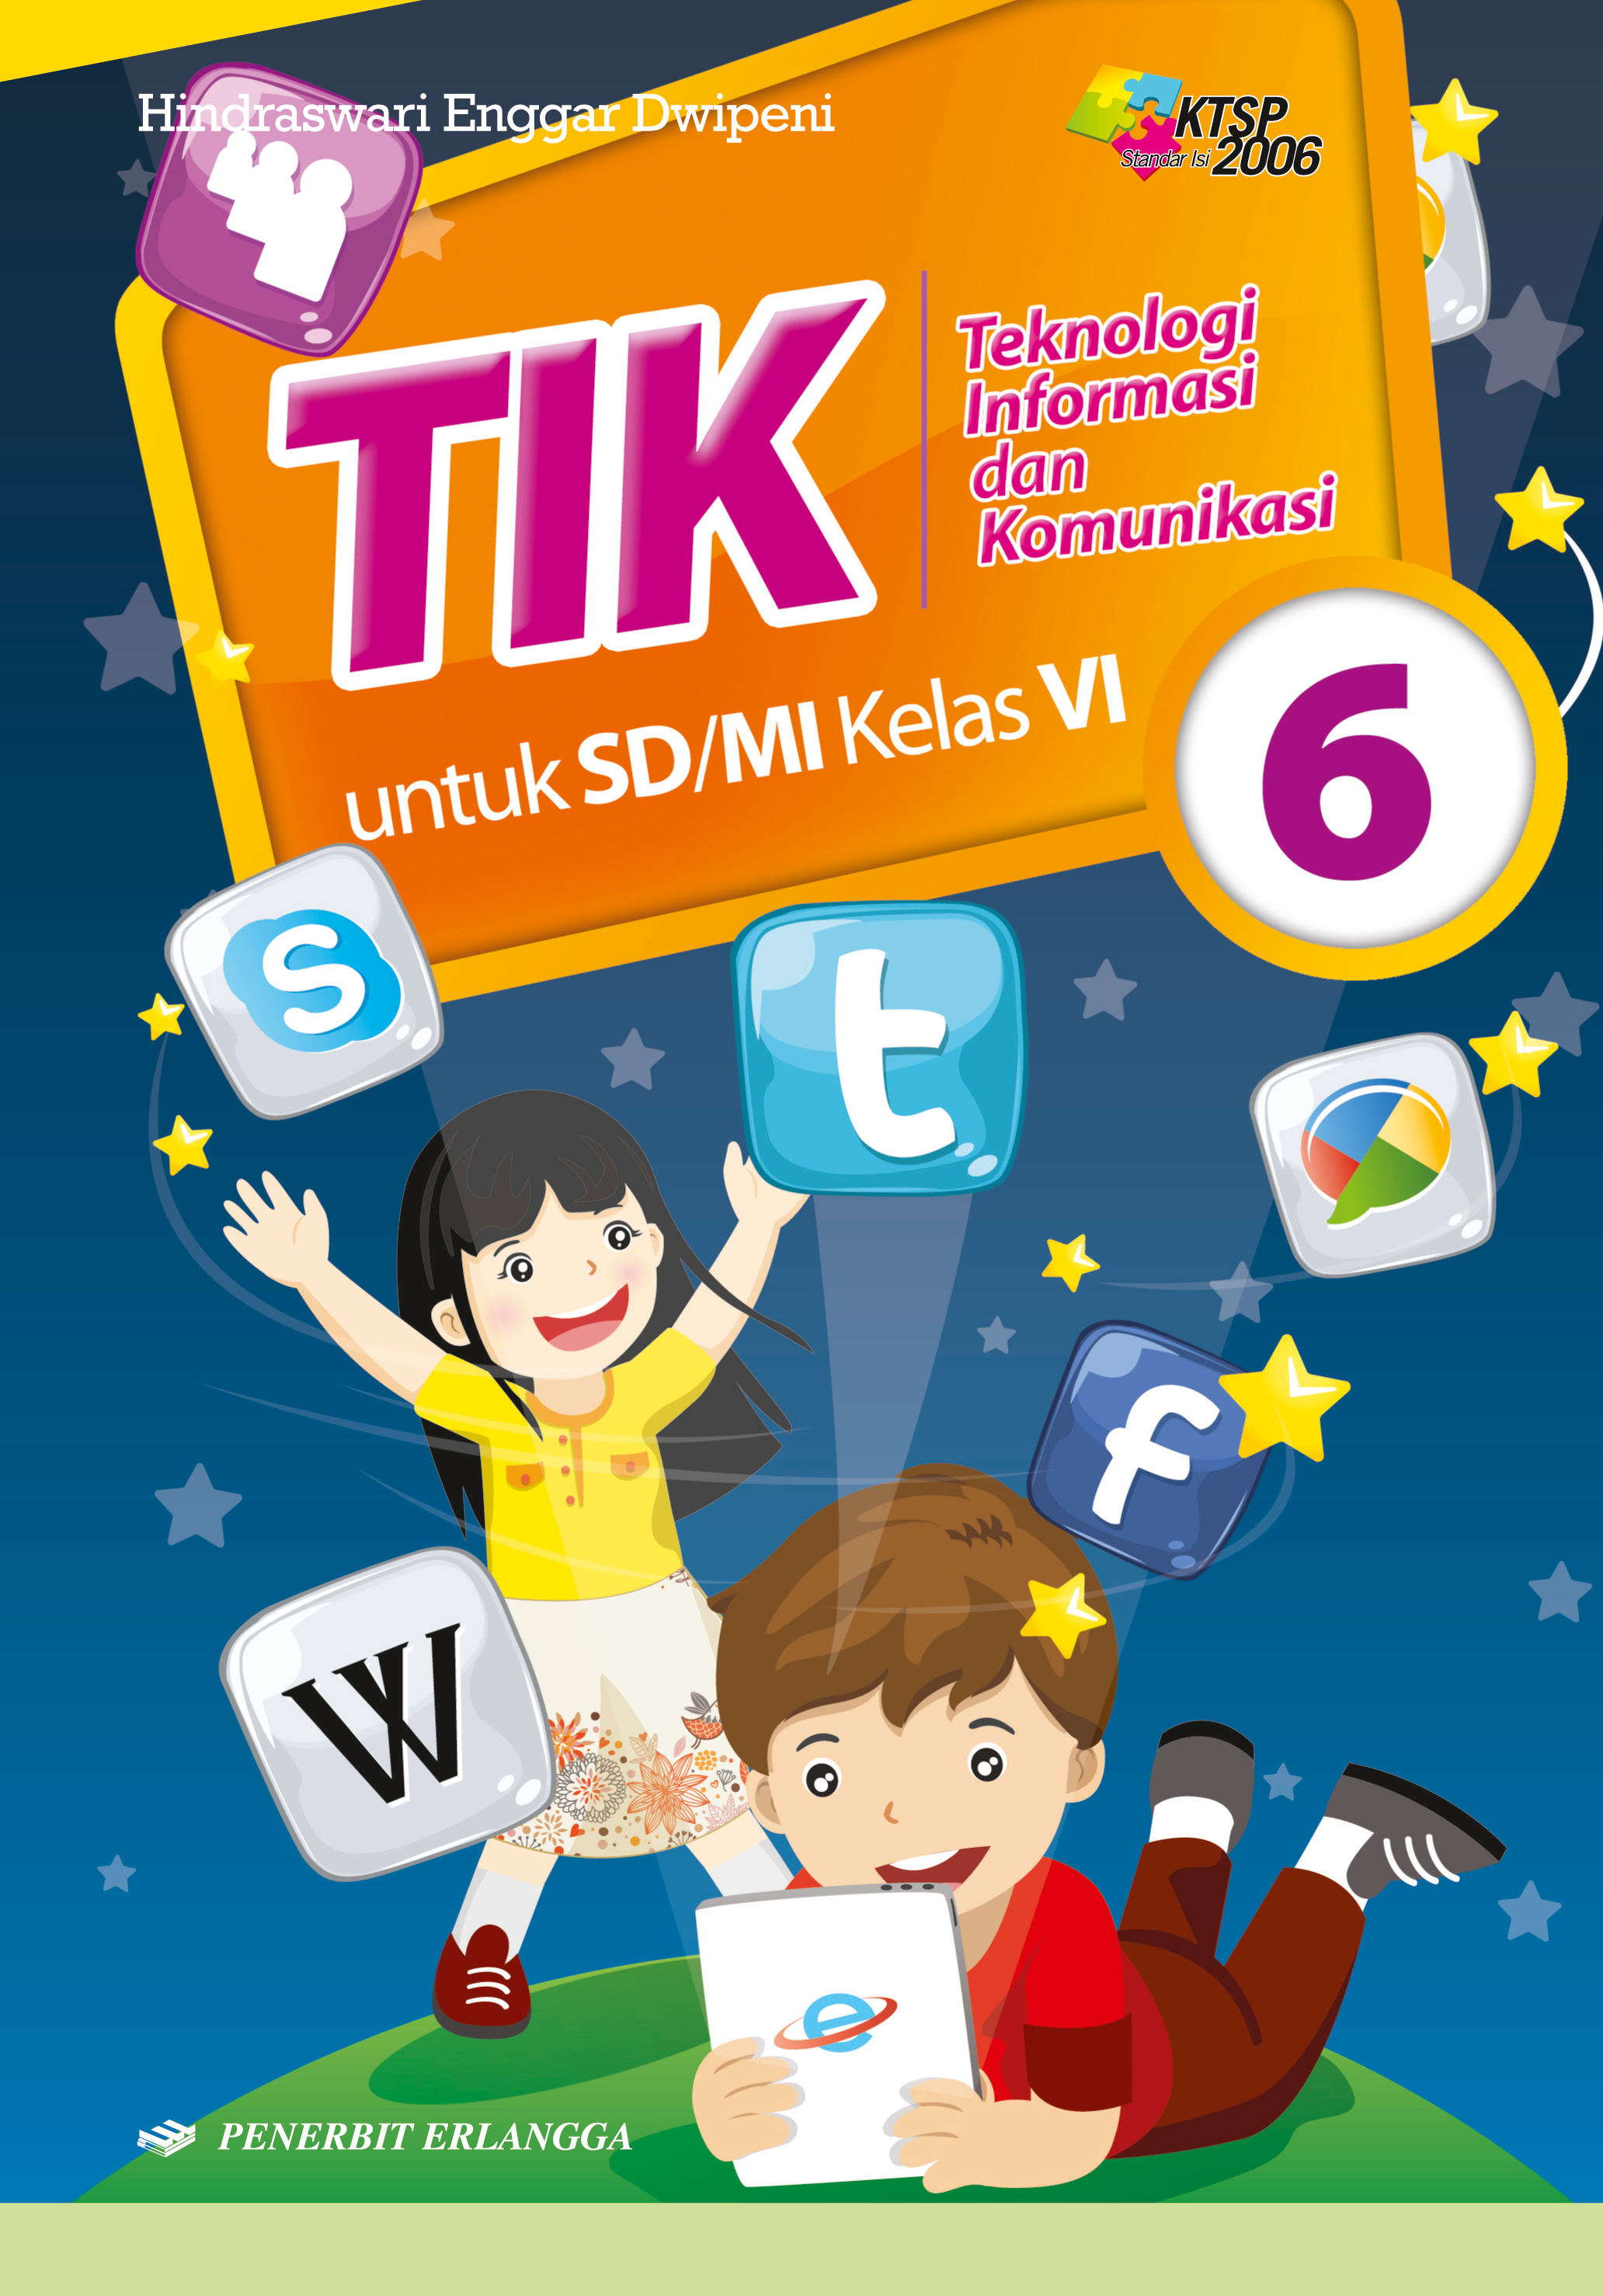 Hindraswari Enggar Dwipeni
KTSP
Standar Isi 2006
TIK
Teknologi
Informasi
dan
Komunikasi
untuk SD/MI Kelas VI
6
S
t
f
W
e
PENERBIT ERLANGGA